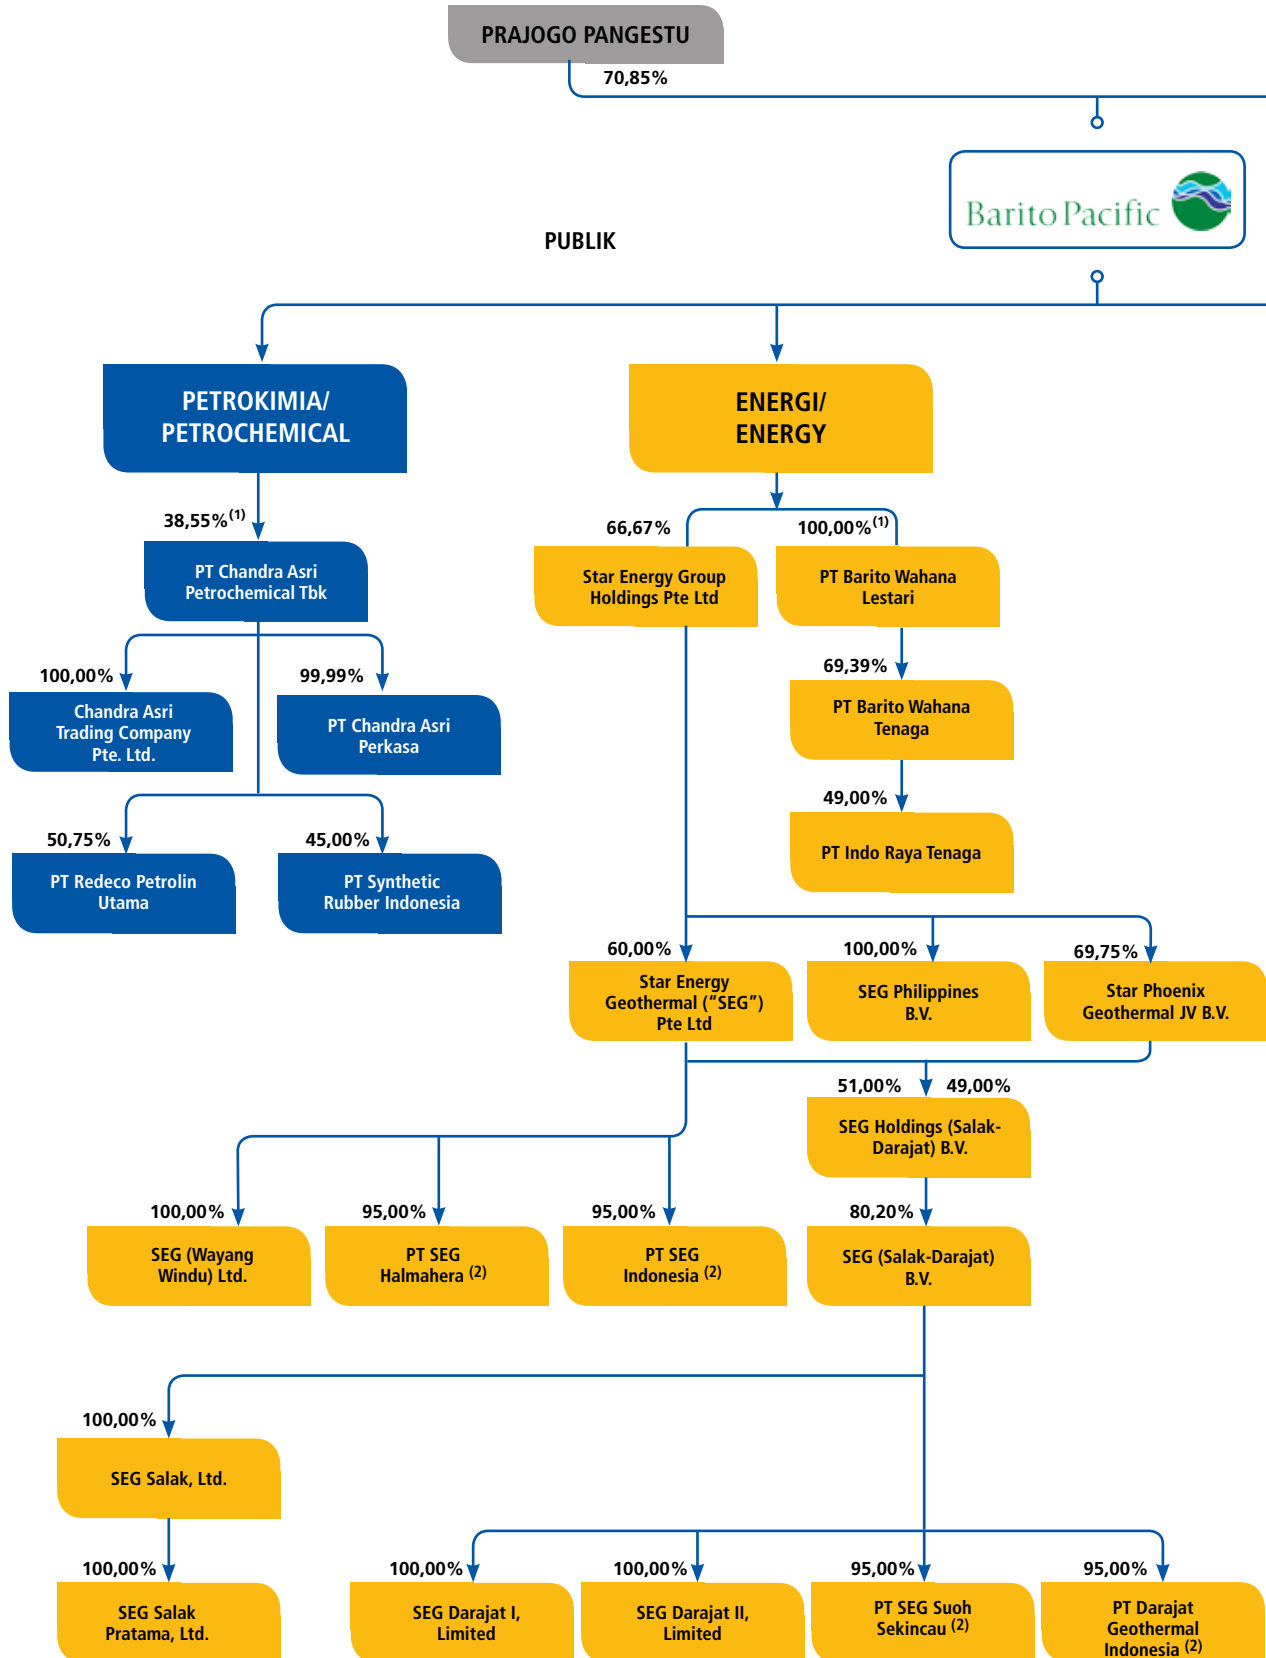 PRAJOGO PANGESTU
70,85%
Barito Pacific
PUBLIK
PETROKIMIA/
PETROCHEMICAL
ENERGI/
ENERGY
38,55%(1)
66,67%
100,00%(1)
PT Chandra Asri
Petrochemical Tbk
Star Energy Group
Holdings Pte Ltd
PT Barito Wahana
Lestari
100,00%
99,99%
69,39%
Chandra Asri
Trading Company
Pte. Ltd.
PT Chandra Asri
Perkasa
PT Barito Wahana
Tenaga
50,75%
45,00%
49,00%
PT Redeco Petrolin
Utama
PT Synthetic
Rubber Indonesia
PT Indo Raya Tenaga
60,00%
100,00%
69,75%
Star Energy
Geothermal (“SEG”)
Pte Ltd
SEG Philippines
B.V.
Star Phoenix
Geothermal JV B.V.
51,00%
49,00%
SEG Holdings (Salak-
Darajat) B.V.
100,00%
95,00%
95,00%
80,20%
SEG (Wayang
Windu) Ltd.
PT SEG
Halmahera (2)
PT SEG
Indonesia (2)
SEG (Salak-Darajat)
B.V.
100,00%
SEG Salak, Ltd.
100,00%
100,00%
100,00%
95,00%
95,00%
SEG Salak
Pratama, Ltd.
SEG Darajat I,
Limited
SEG Darajat II,
Limited
PT SEG Suoh
Sekincau (2)
PT Darajat
Geothermal
Indonesia (2)